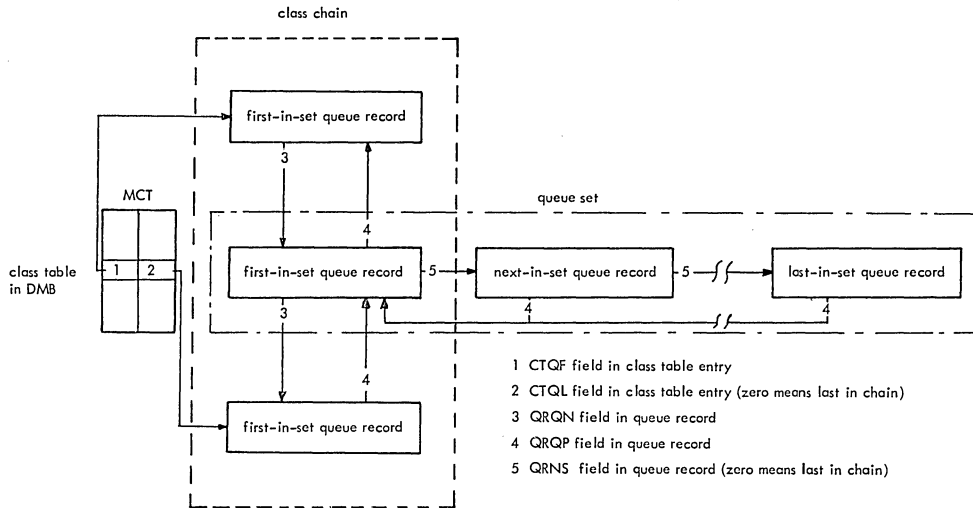 class chain
first-in-set queue record
3
4
MCT
queue set
class table
in DMB
1
2
first-in-set queue record
5
next-in-set queue record
5
last-in-set queue record
4
4
3
4
first-in-set queue record
1 CTQF field in class table entry
2 CTQL field in class table entry (zero means last in chain)
3 QRQN field in queue record
4 QRQP field in queue record
5 QRNS field in queue record (zero means last in chain)